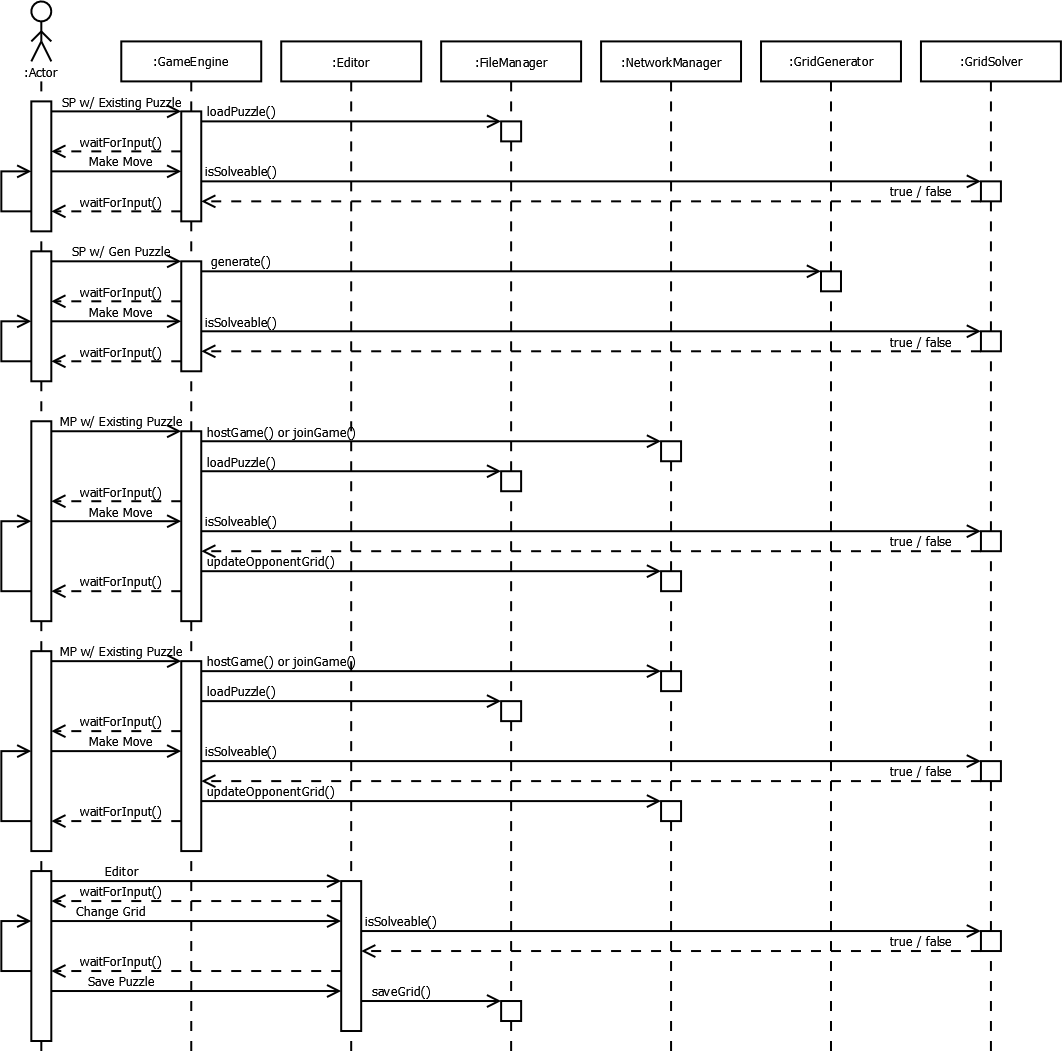 :Actor
:GameEngine
:Editor
:FileManager
:NetworkManager
:GridGenerator
:GridSolver
SP w/ Existing Puzzle
loadPuzzle()
waitForInput()
Make Move
isSolveable()
true / false
waitForInput()
SP w/ Gen Puzzle
generate()
waitForInput()
Make Move
isSolveable()
true / false
waitForInput()
MP w/ Existing Puzzle
hostGame() or joinGame()
loadPuzzle()
waitForInput()
Make Move
isSolveable()
true / false
updateOpponentGrid()
waitForInput()
MP w/ Existing Puzzle
hostGame() or joinGame()
loadPuzzle()
waitForInput()
Make Move
isSolveable()
true / false
updateOpponentGrid()
waitForInput()
Editor
waitForInput()
Change Grid
isSolveable()
true / false
waitForInput()
Save Puzzle
saveGrid()